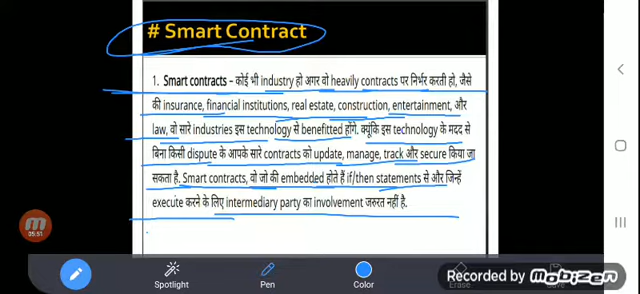 # Smart Contract
1. Smart contracts – कोई भी industry हो अगर वो heavily contracts पर निर्भर करती हो, जैसे
की insurance, financial institutions, real estate, construction, entertainment, और
law, वो सारे industries इस technology से benefitted होंगे. क्यूंकि इस technology के मदद से
बिना किसी dispute के आपके सारे contracts को update, manage, track और secure किया जा
सकता है. Smart contracts, वो जो की embedded होते हैं if/then statements से और जिन्हें
execute करने के लिए intermediary party का involvement जरुरत नहीं है.
05:51
Spotlight
Pen
Color
Erase
Save
Recorded by Mobizen